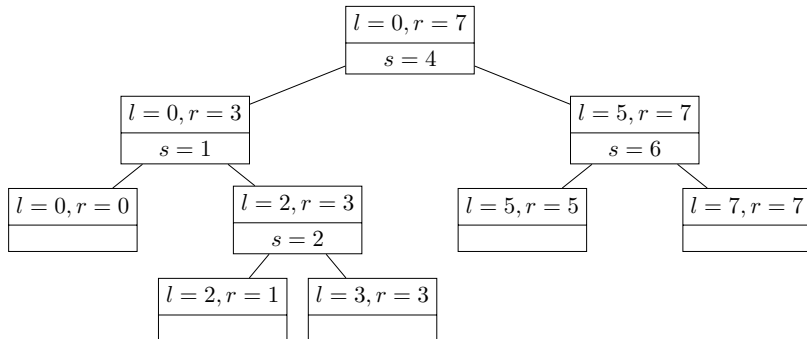 l = 0, r = 7
s = 4
l = 0, r = 3
l = 5, r = 7
s = 1
s = 6
l = 0, r = 0
l = 2, r = 3
l = 5, r = 5
l = 7, r = 7
s = 2
l = 2, r = 1
l = 3, r = 3